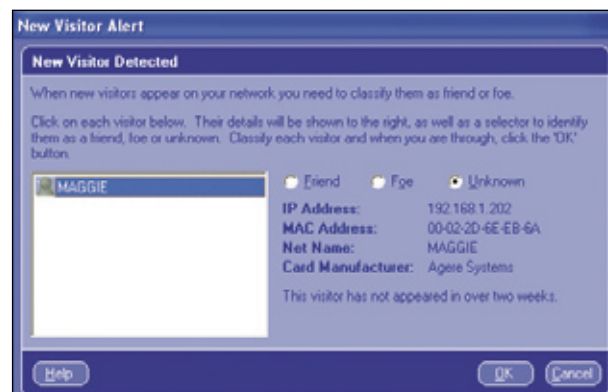 New Visitor Alert
New Visitor Detected
When new visitors appear on your network you need to classify them as friend or foe.
Click on each visitor below. Their details will be shown to the right, as well as a selector to identify
them as a friend, foe or unknown. Classify each visitor and when you are through, click the 'OK'
button.
MAGGIE
Friend Foe Unknown
IP Address: 192.168.1.202
MAC Address: 00-02-2D-6E-EB-6A
Net Name: MAGGIE
Card Manufacturer: Agere Systems
This visitor has not appeared in over two weeks.
Help OK Cancel